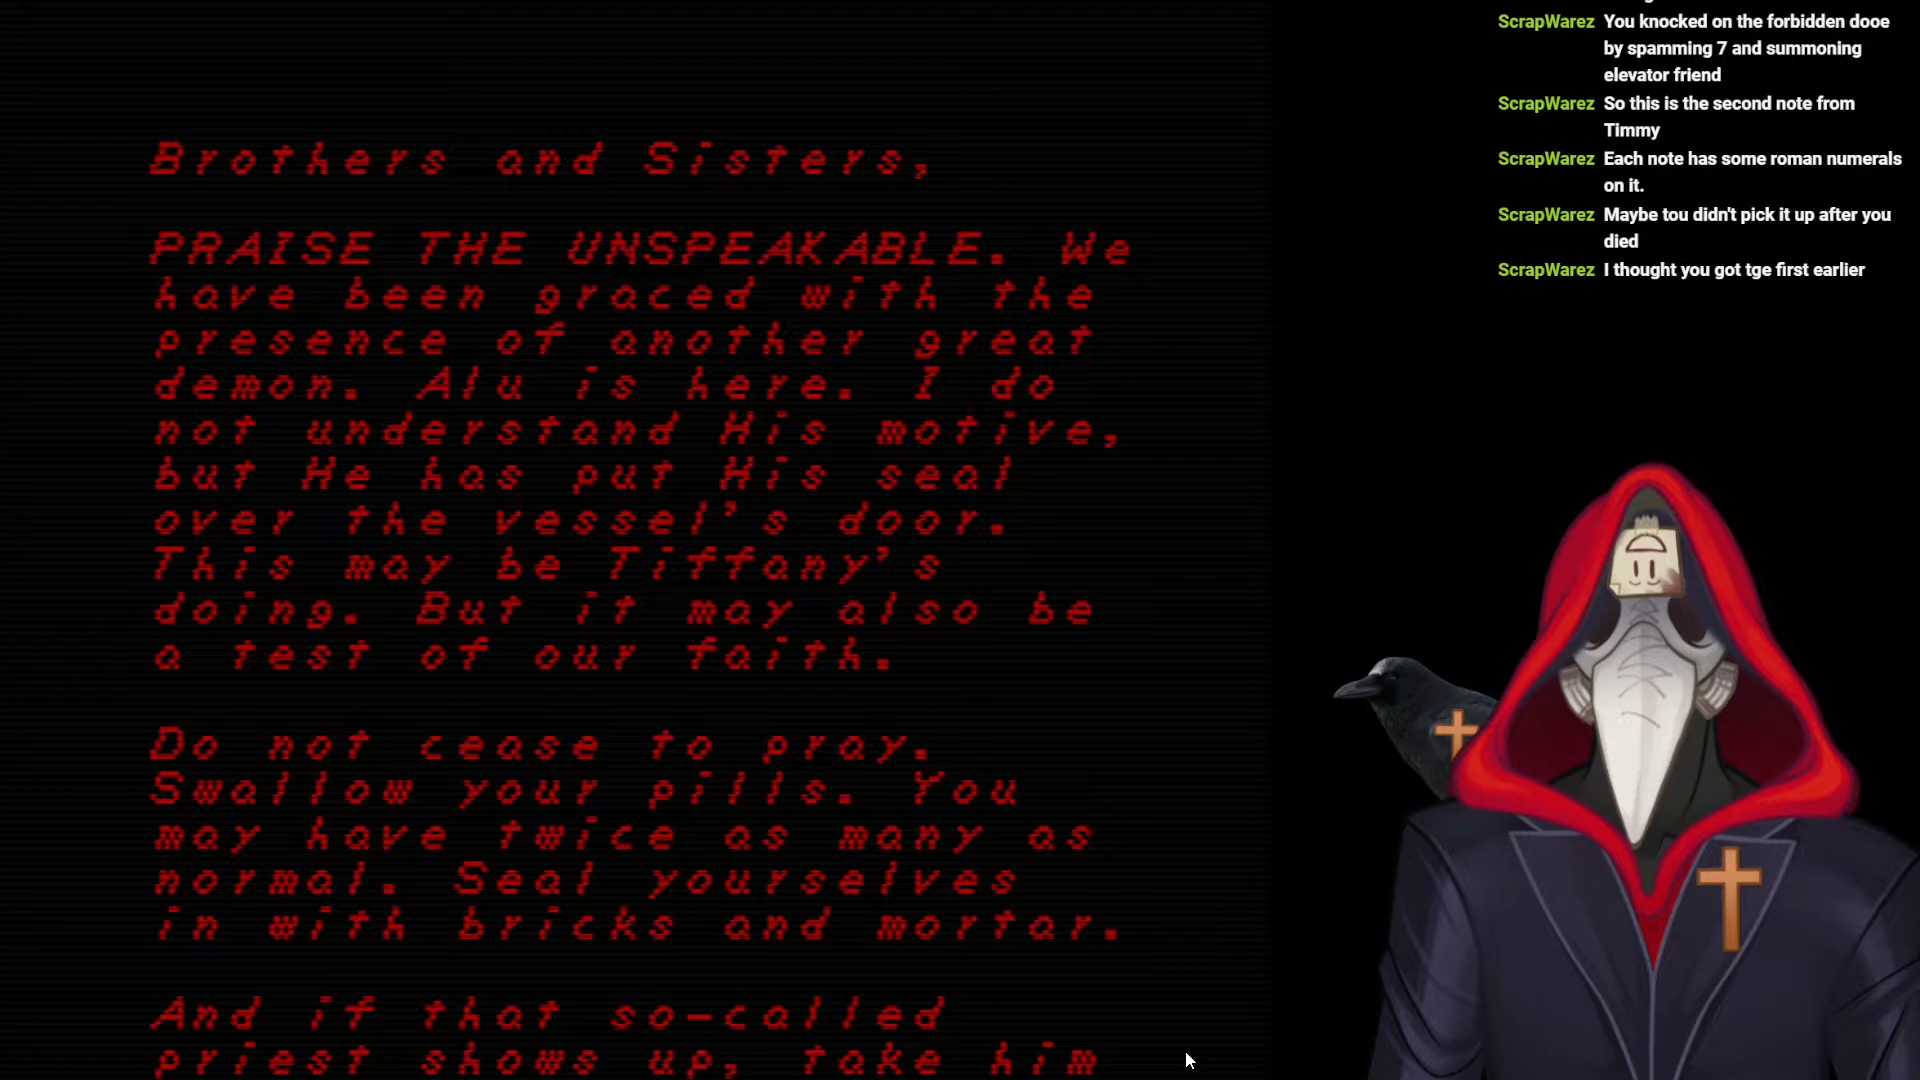 Brothers and Sisters,
PRAISE THE UNSPEAKABLE. We
have been graced with the
presence of another great
demon. Alu is here. I do
not understand His motive,
but He has put His seal
over the vessel's door.
This may be Tiffany's
doing. But it may also be
a test of our faith.
Do not cease to pray.
Swallow your pills. You
may have twice as many as
normal. Seal yourselves
in with bricks and mortar.
And if that so-called
priest shows up, take him
ScrapWarez You knocked on the forbidden dooe
by spamming 7 and summoning
elevator friend
ScrapWarez So this is the second note from
Timmy
ScrapWarez Each note has some roman numerals
on it.
ScrapWarez Maybe tou didn't pick it up after you
died
ScrapWarez I thought you got tge first earlier